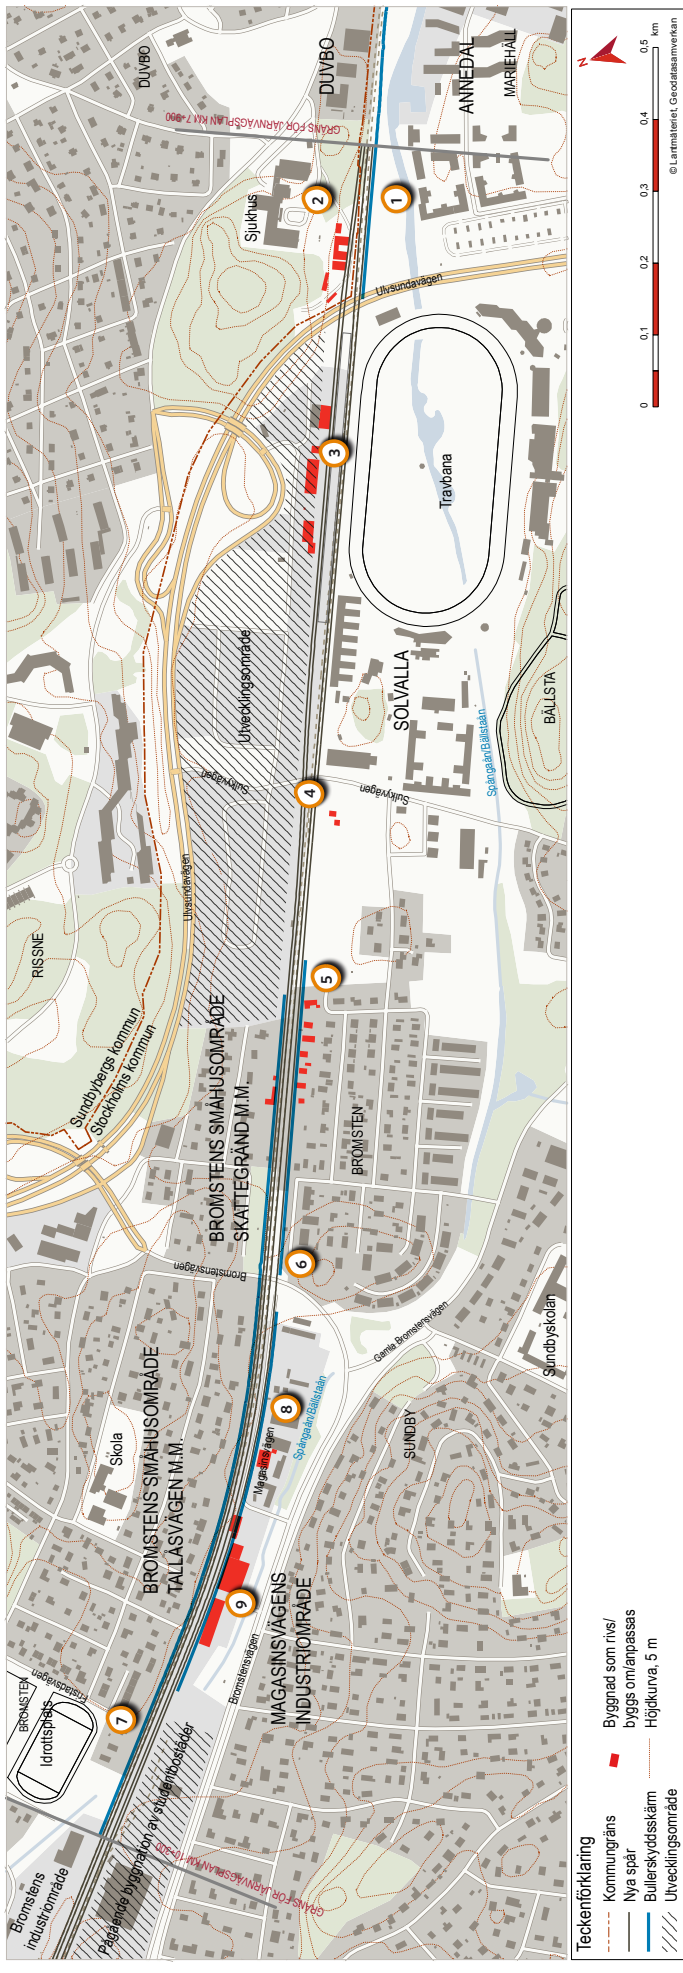 Bromstens
industriområde
Pågående byggnation av studentbostäder
GRÄNS FÖR JÄRNVÄGSPLAN KM 10+300
BROMSTEN
Idrottsplats
Fristadsvägen
7
BROMSTENS SMÅHUSOMRÅDE
TALLÅSVÄGEN M.M.
Skola
9
MAGASINSVÄGENS
INDUSTRIOMRÅDE
Bromstensvägen
Magasinsvägen
8
Spångaån/Bällstaån
SUNDBY
Gamla Bromstensvägen
Sundbyskolan
Bromstensvägen
6
BROMSTENS SMÅHUSOMRÅDE
SKATTEGRÄND M.M.
BROMSTEN
Sundbybergs kommun
Stockholms kommun
RISSNE
5
Ulvsundavägen
Sulkyvägen
4
Sulkyvägen
Utvecklingsområde
SOLVALLA
Spångaån/Bällstaån
BÄLLSTA
Travbana
3
Ulvsundavägen
Sjukhus
2
1
GRÄNS FÖR JÄRNVÄGSPLAN KM 7+900
DUVBO
DUVBO
ANNEDAL
MARIEHÄLL
Teckenförklaring
Kommungräns
Nya spår
Bullerskyddsskärm
Utvecklingsområde
Byggnad som rivs/
byggs om/anpassas
Höjdkurva, 5 m
N
0 0,1 0,2 0,3 0,4 0,5
km
© Lantmäteriet, Geodatasamverkan